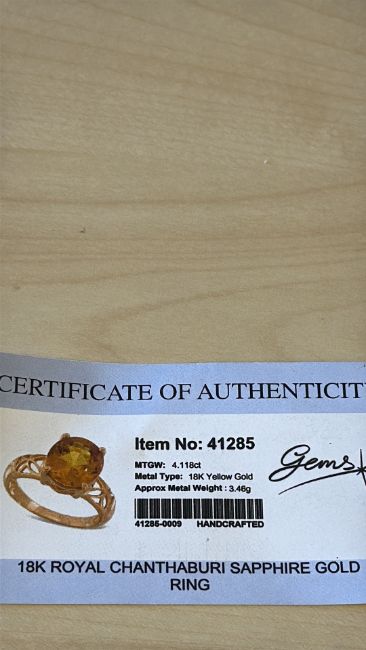 CERTIFICATE OF AUTHENTICIT
Item No: 41285
MTGW: 4.118ct
Metal Type: 18K Yellow Gold
Approx Metal Weight : 3.46g
41285-0009 HANDCRAFTED
Gems
18K ROYAL CHANTHABURI SAPPHIRE GOLD
RING